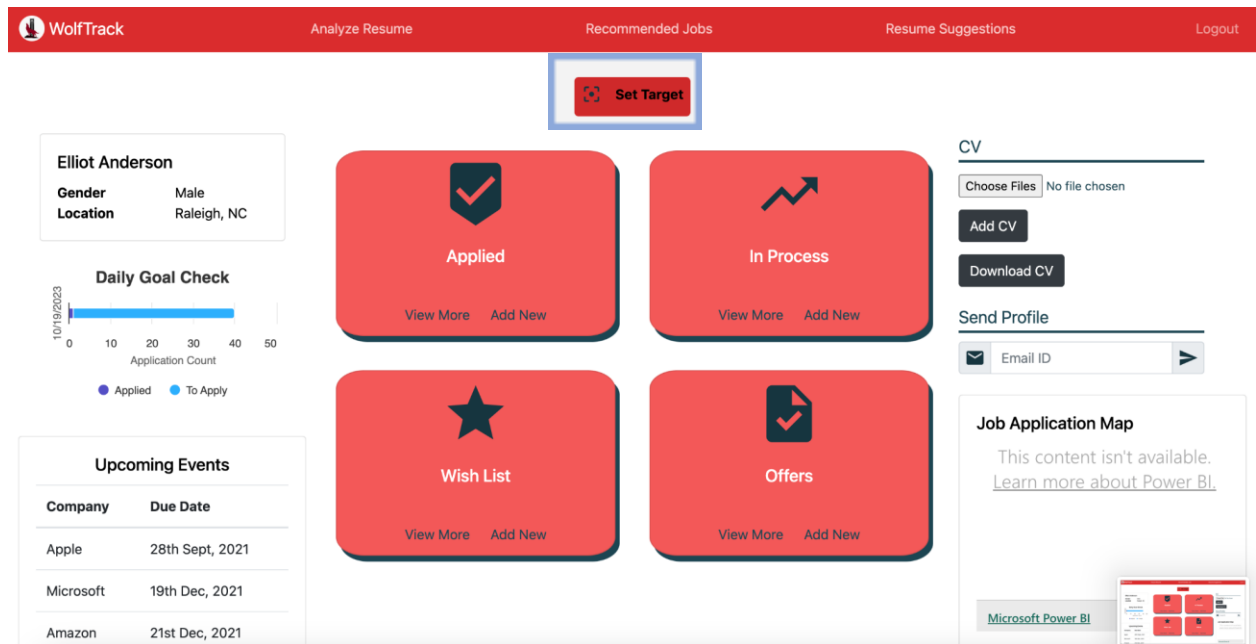 WolfTrack
Analyze Resume
Recommended Jobs
Resume Suggestions
Logout
Set Target
Elliot Anderson
Gender Male
Location Raleigh, NC
Daily Goal Check
10/19/2023
0 10 20 30 40 50
Application Count
Applied To Apply
Upcoming Events
Company Due Date
Apple 28th Sept, 2021
Microsoft 19th Dec, 2021
Amazon 21st Dec, 2021
Applied
View More Add New
In Process
View More Add New
Wish List
View More Add New
Offers
View More Add New
CV
Choose Files No file chosen
Add CV
Download CV
Send Profile
Email ID
Job Application Map
This content isn't available.
Learn more about Power BI.
Microsoft Power BI